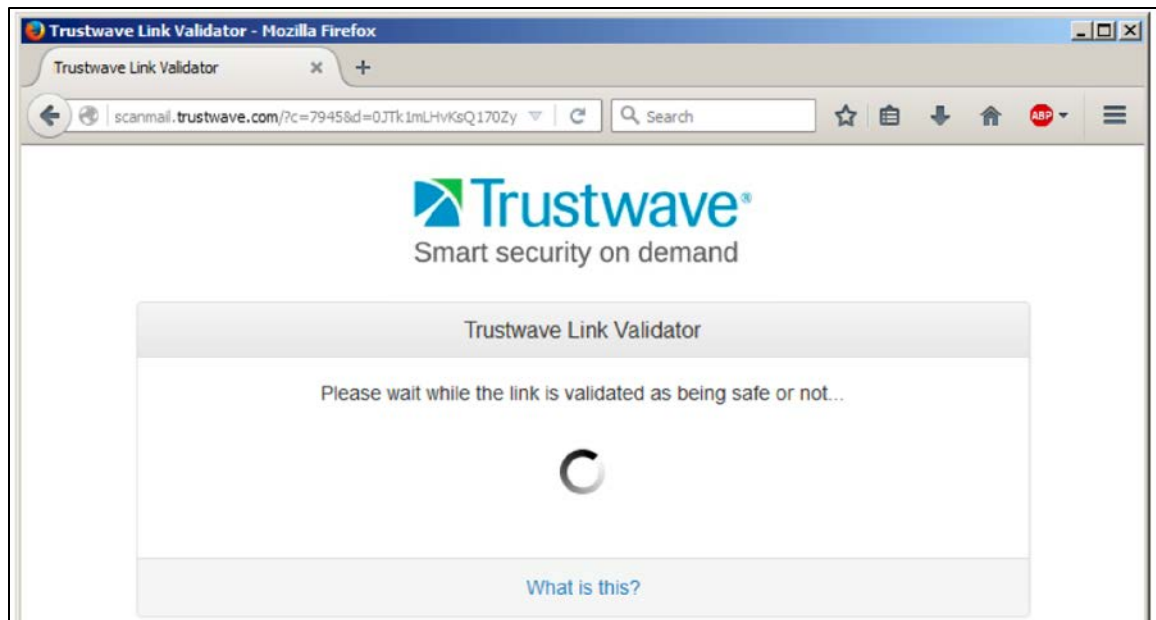 Trustwave Link Validator - Mozilla Firefox
Trustwave Link Validator
scanmail.trustwave.com/?c=7945&d=0JTk1mLHvKsQ170Zy
Search
ABP
Trustwave®
Smart security on demand
Trustwave Link Validator
Please wait while the link is validated as being safe or not...
What is this?